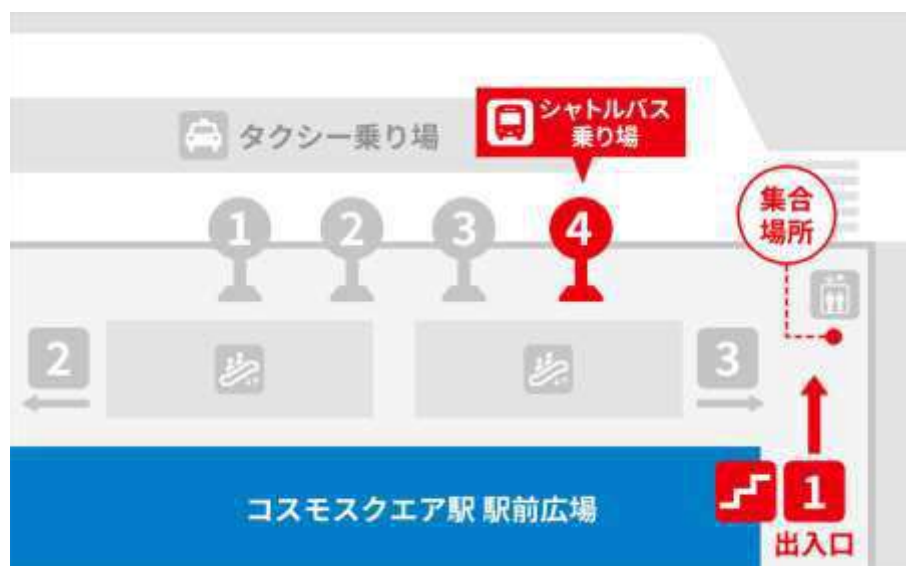 シャトルバス
乗り場
タクシー乗り場
1
2
3
4
集合
場所
2
3
コスモスクエア駅 駅前広場
1
出入口